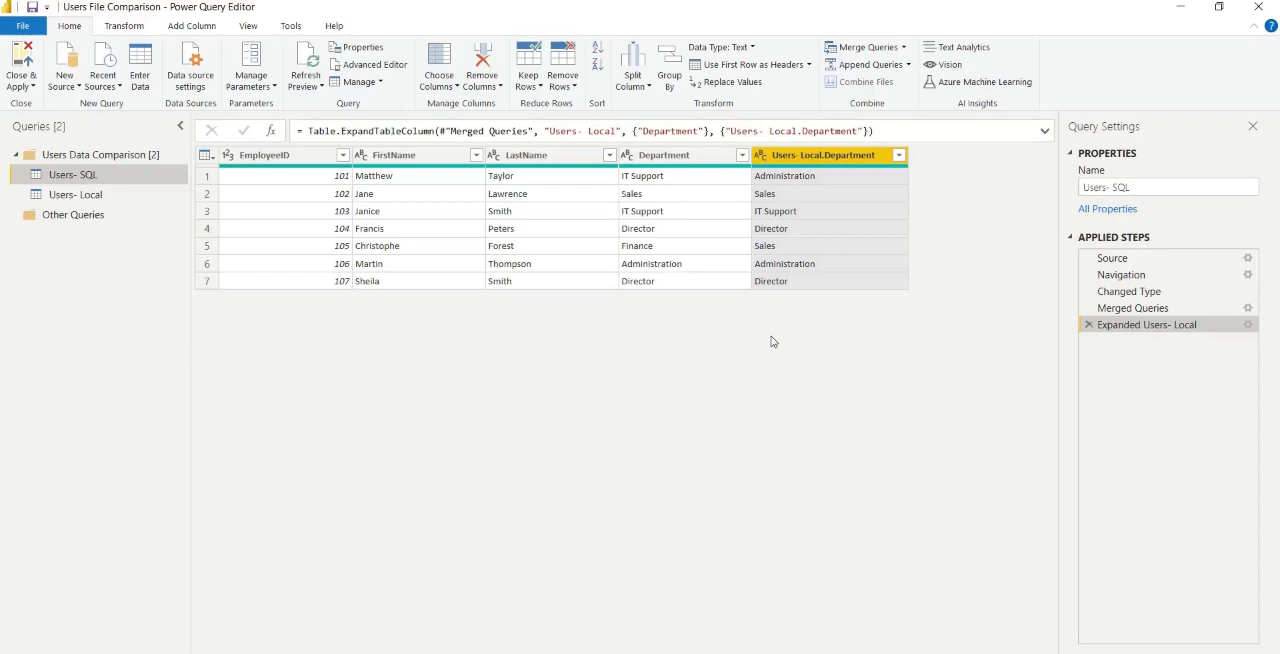 Users File Comparison - Power Query Editor
File Home Transform Add Column View Tools Help
Close & Apply
New Source
Recent Sources
Enter Data
Data source settings
Manage Parameters
Refresh Preview
Properties
Advanced Editor
Manage
Choose Columns
Remove Columns
Keep Rows
Remove Rows
Split Column
Group By
Data Type: Text
Use First Row as Headers
Replace Values
Merge Queries
Append Queries
Combine Files
Text Analytics
Vision
Azure Machine Learning
Close New Query Data Sources Parameters Query Manage Columns Reduce Rows Sort Transform Combine AI Insights
Queries [2]
Users Data Comparison [2]
Users- SQL
Users- Local
Other Queries
fx = Table.ExpandTableColumn(#"Merged Queries", "Users- Local", {"Department"}, {"Users- Local.Department"})
EmployeeID FirstName LastName Department Users- Local.Department
1 101 Matthew Taylor IT Support Administration
2 102 Jane Lawrence Sales Sales
3 103 Janice Smith IT Support IT Support
4 104 Francis Peters Director Director
5 105 Christophe Forest Finance Sales
6 106 Martin Thompson Administration Administration
7 107 Sheila Smith Director Director
Query Settings
PROPERTIES
Name
Users- SQL
All Properties
APPLIED STEPS
Source
Navigation
Changed Type
Merged Queries
Expanded Users- Local